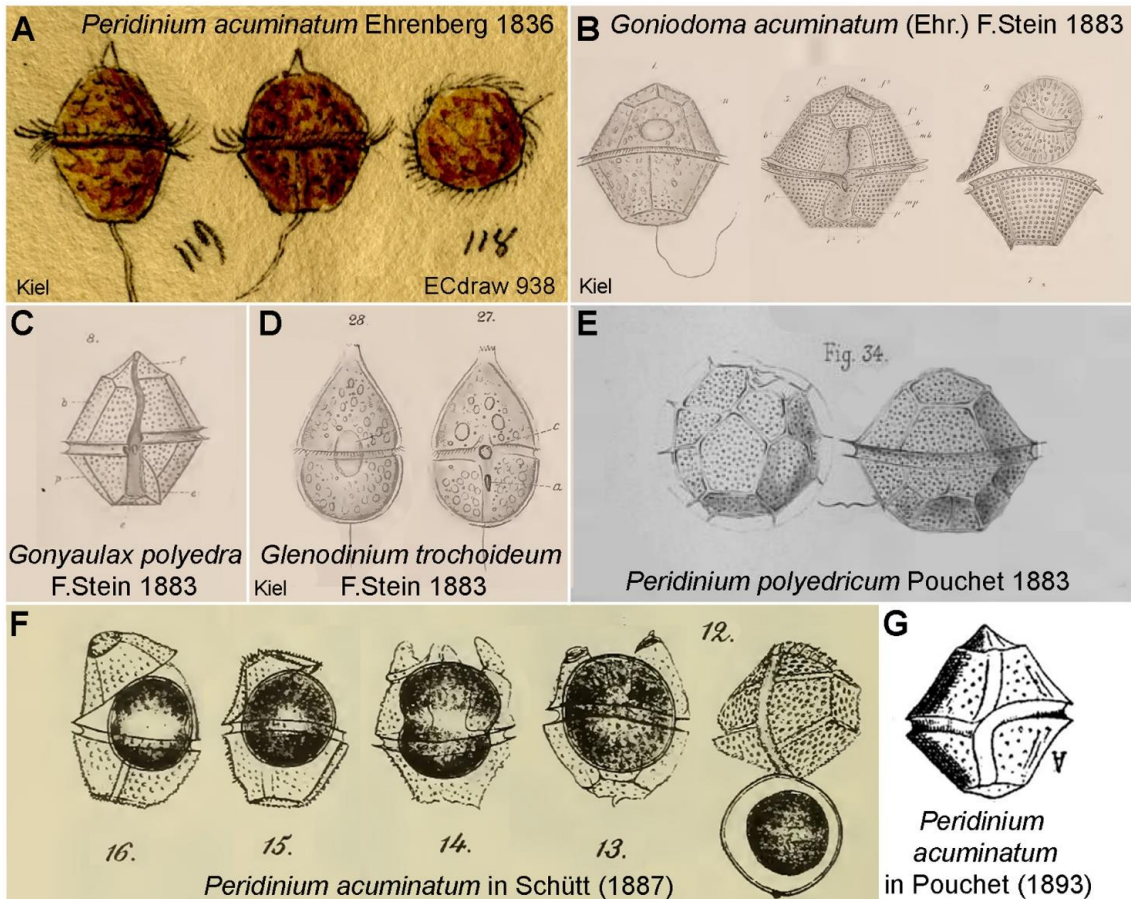 A Peridinium acuminatum Ehrenberg 1836
118
Kiel
ECdraw 938
B Goniodoma acuminatum (Ehr.) F.Stein 1883
9.
Kiel
C
8.
Gonyaulax polyedra
F.Stein 1883
D
28.
27.
c
a
Glenodinium trochoideum
Kiel
F.Stein 1883
E
Fig. 34.
Peridinium polyedricum Pouchet 1883
F
12.
16.
15.
14.
13.
Peridinium acuminatum in Schütt (1887)
G
A
Peridinium
acuminatum
in Pouchet (1893)